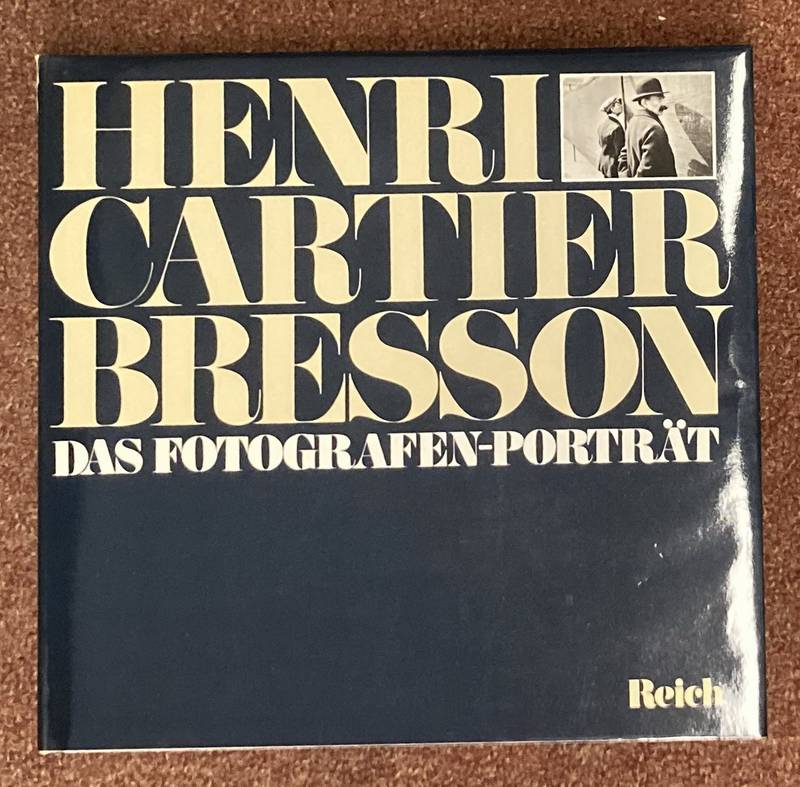 HENRI
CARTIER
BRESSON
DAS FOTOGRAFEN-PORTRÄT
Reich